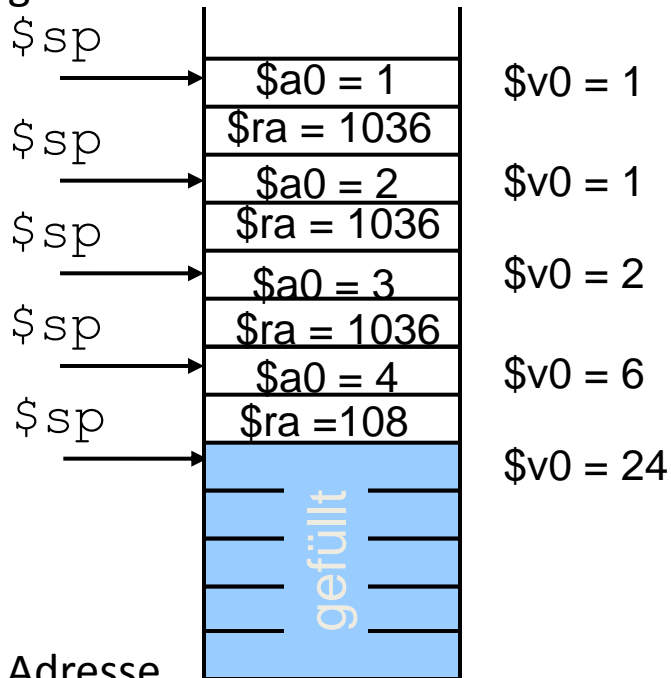 $sp
$a0 = 1
$v0 = 1
$ra = 1036
$sp
$a0 = 2
$v0 = 1
$ra = 1036
$sp
$a0 = 3
$v0 = 2
$ra = 1036
$sp
$a0 = 4
$v0 = 6
$ra =108
$sp
$v0 = 24
gefüllt
Adresse